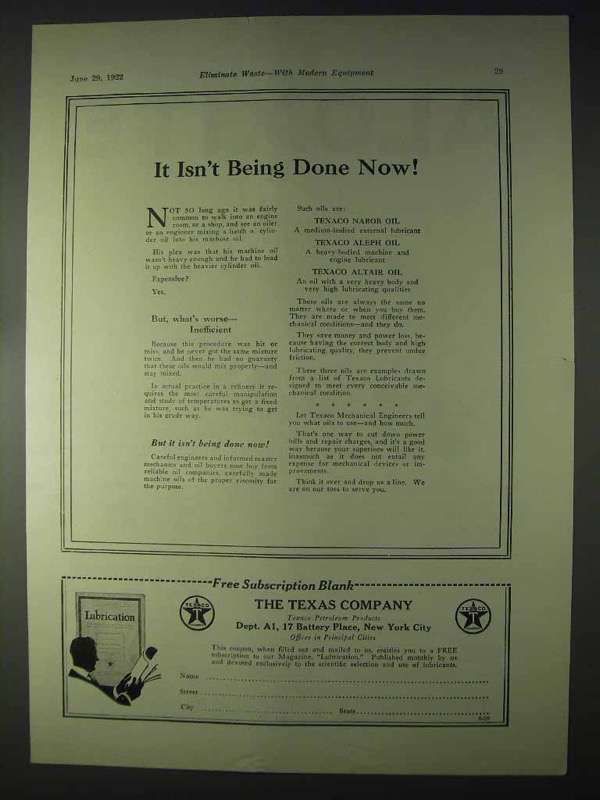 June 29, 1922
Eliminate Waste—With Modern Equipment
29
It Isn't Being Done Now!
NOT SO long ago it was fairly
common to walk into an engine
room, or a shop, and see an oiler
or an engineer mixing a batch a cylin-
der oil into his machine oil.
His plea was that his machine oil
wasn't heavy enough and he had to load
it up with the heavier cylinder oil.
Expensive?
Yes.
But, what's worse—
Inefficient
Because this procedure was hit or
miss, and he never got the same mixture
twice. And then he had no guaranty
that these oils would mix properly—and
stay mixed.
In actual practice in a refinery it re-
quires the most careful manipulation
and study of temperatures to get a fixed
mixture, such as he was trying to get
in his crude way.
But it isn't being done now!
Careful engineers and informed master
mechanics and oil buyers now buy from
reliable oil companies, carefully made
machine oils of the proper viscosity for
the purpose.
Such oils are:
TEXACO NABOB OIL
A medium-bodied external lubricant
TEXACO ALEPH OIL
A heavy-bodied machine and
engine lubricant
TEXACO ALTAIR OIL
An oil with a very heavy body and
very high lubricating qualities
These oils are always the same no
matter where or when you buy them.
They are made to meet different me-
chanical conditions—and they do.
They save money and power loss, be-
cause having the correct body and high
lubricating quality, they prevent undue
friction.
These three oils are examples drawn
from a list of Texaco Lubricants de-
signed to meet every conceivable me-
chanical condition.
* * * * * *
Let Texaco Mechanical Engineers tell
you what oils to use—and how much.
That's one way to cut down power
bills and repair charges, and it's a good
way because your superiors will like it,
inasmuch as it does not entail any
expense for mechanical devices or im-
provements.
Think it over and drop us a line. We
are on our toes to serve you.
Free Subscription Blank
Lubrication
TEXACO
T
THE TEXAS COMPANY
Texaco Petroleum Products
Dept. A1, 17 Battery Place, New York City
Offices in Principal Cities
TEXACO
T
This coupon, when filled out and mailed to us, entitles you to a FREE
subscription to our Magazine, "Lubrication." Published monthly by us
and devoted exclusively to the scientific selection and use of lubricants.
Name
Street
City State